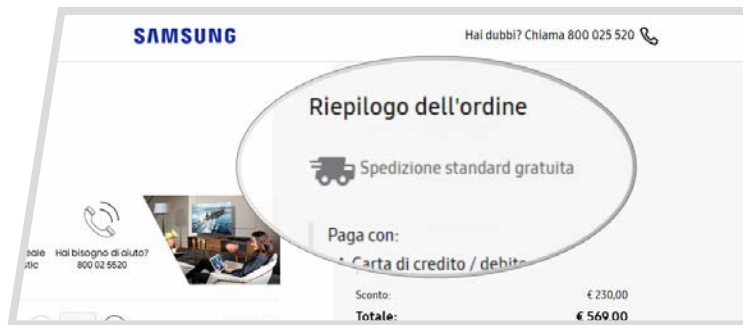 SAMSUNG
Hai dubbi? Chiama 800 025 520
Riepilogo dell'ordine
Spedizione standard gratuita
Paga con:
Carta di credito / debito
Hai bisogno di aiuto?
800 02 5520
Sconto: € 230,00
Totale: € 569,00